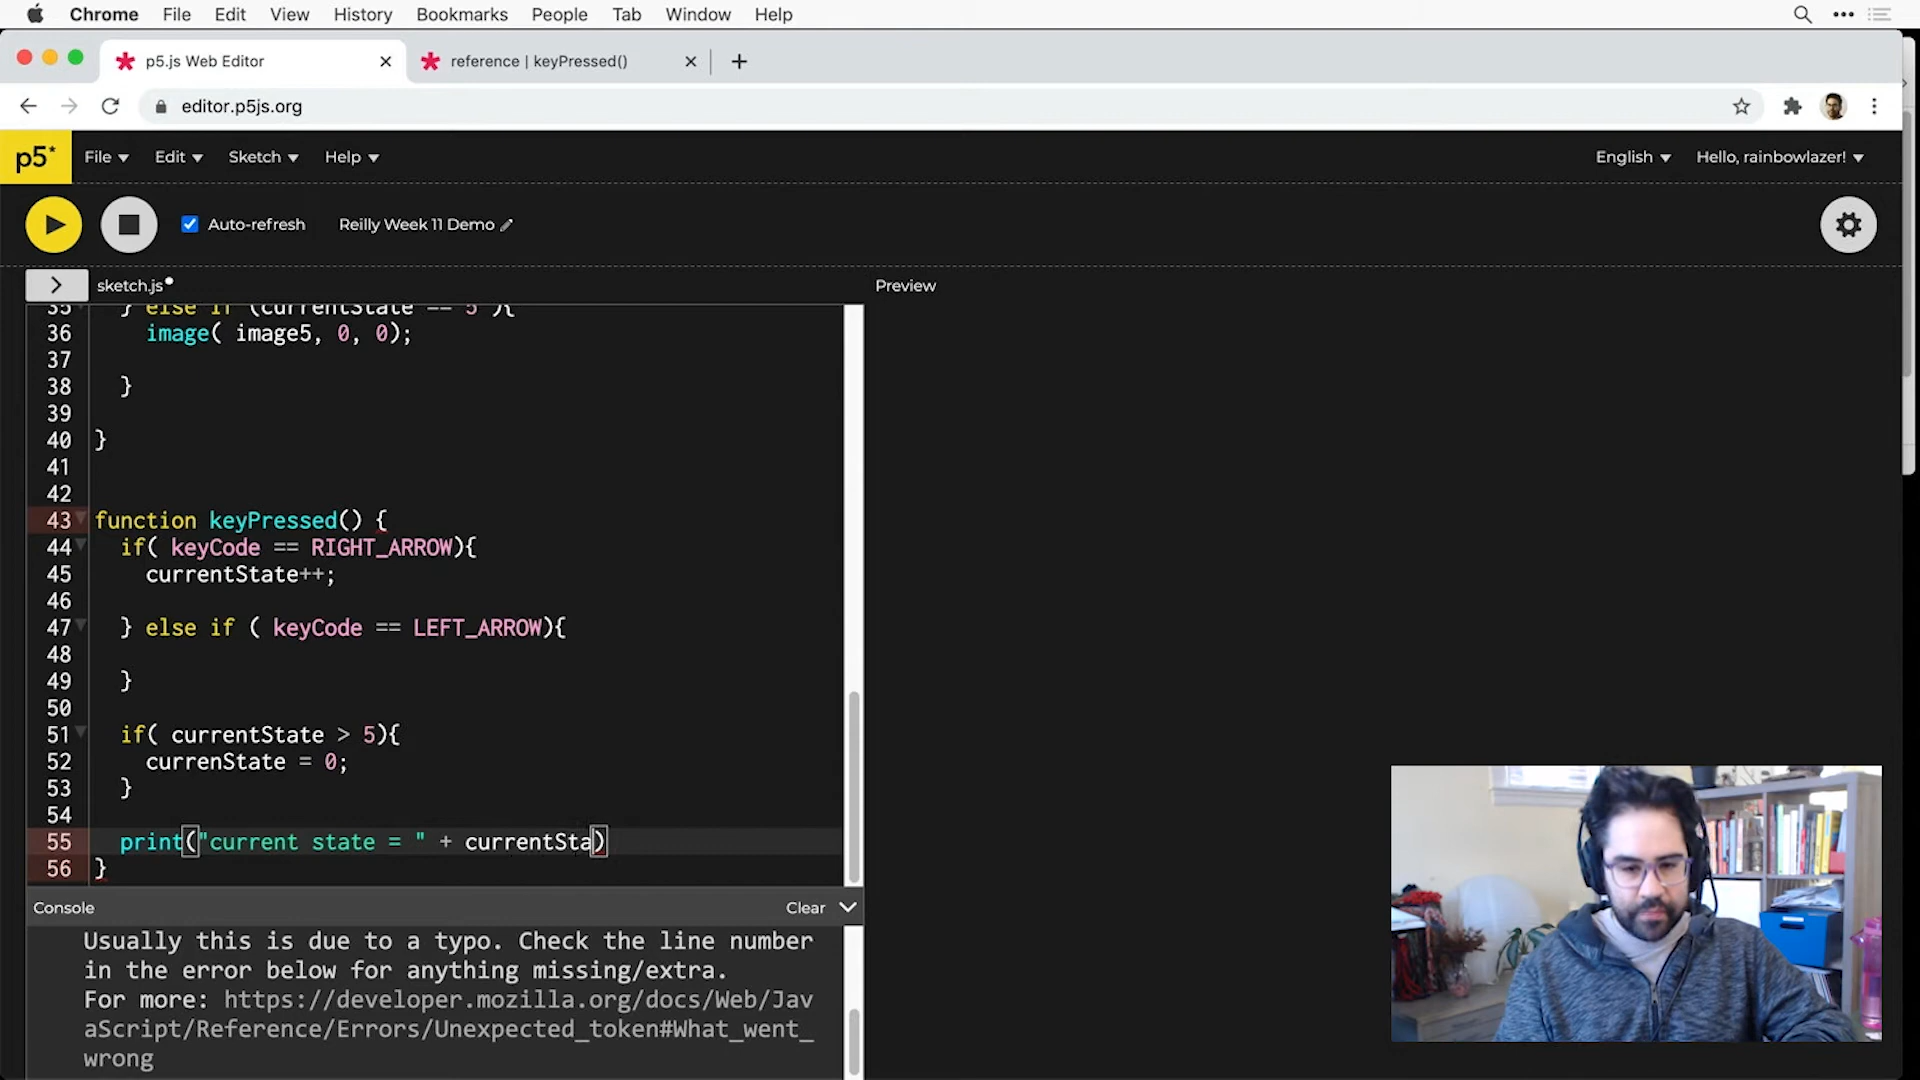 Chrome File Edit View History Bookmarks People Tab Window Help
p5.js Web Editor
reference | keyPressed()
editor.p5js.org
p5* File Edit Sketch Help English Hello, rainbowlazer!
Auto-refresh Reilly Week 11 Demo
sketch.js
Preview
35 } else if (currentState == 5 ){
36 image( image5, 0, 0);
37
38 }
39
40 }
41
42
43 function keyPressed() {
44 if( keyCode == RIGHT_ARROW){
45 currentState++;
46
47 } else if ( keyCode == LEFT_ARROW){
48
49 }
50
51 if( currentState > 5){
52 currenState = 0;
53 }
54
55 print("current state = " + currentSta)
56 }
Console Clear
Usually this is due to a typo. Check the line number
in the error below for anything missing/extra.
For more: https://developer.mozilla.org/docs/Web/Jav
aScript/Reference/Errors/Unexpected_token#What_went_
wrong